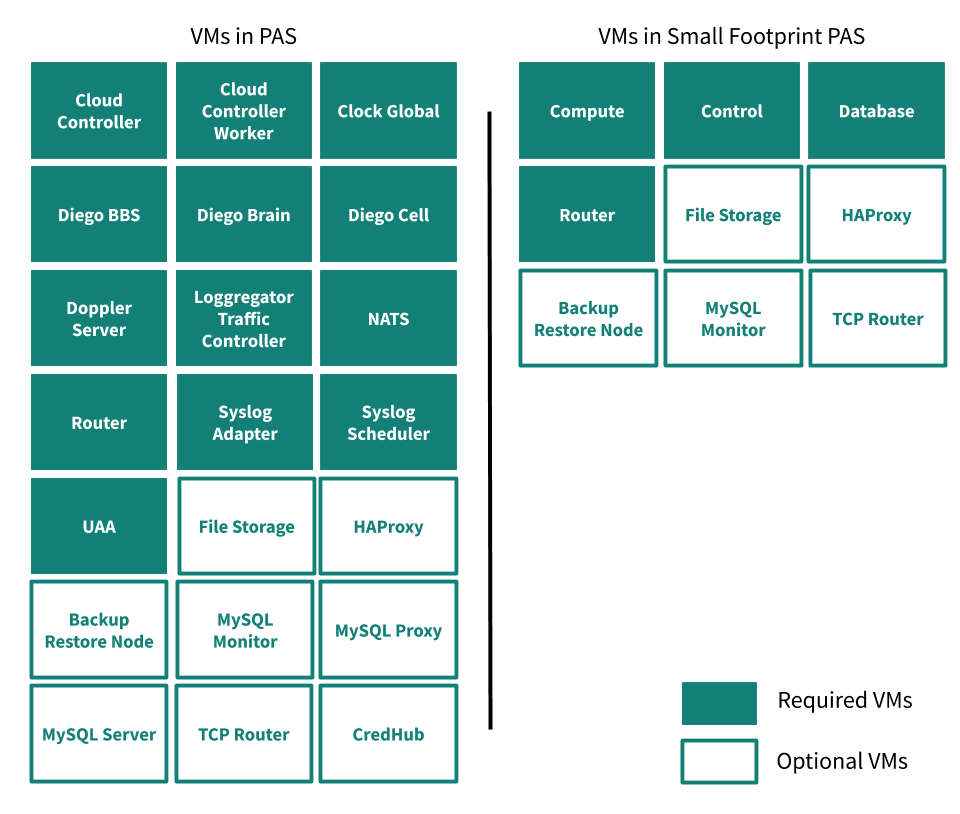 VMs in PAS
Cloud
Controller
Cloud
Controller
Worker
Clock Global
Diego BBS
Diego Brain
Diego Cell
Doppler
Server
Loggregator
Traffic
Controller
NATS
Router
Syslog
Adapter
Syslog
Scheduler
UAA
File Storage
HAProxy
Backup
Restore Node
MySQL
Monitor
MySQL Proxy
MySQL Server
TCP Router
CredHub
VMs in Small Footprint PAS
Compute
Control
Database
Router
File Storage
HAProxy
Backup
Restore Node
MySQL
Monitor
TCP Router
Required VMs
Optional VMs